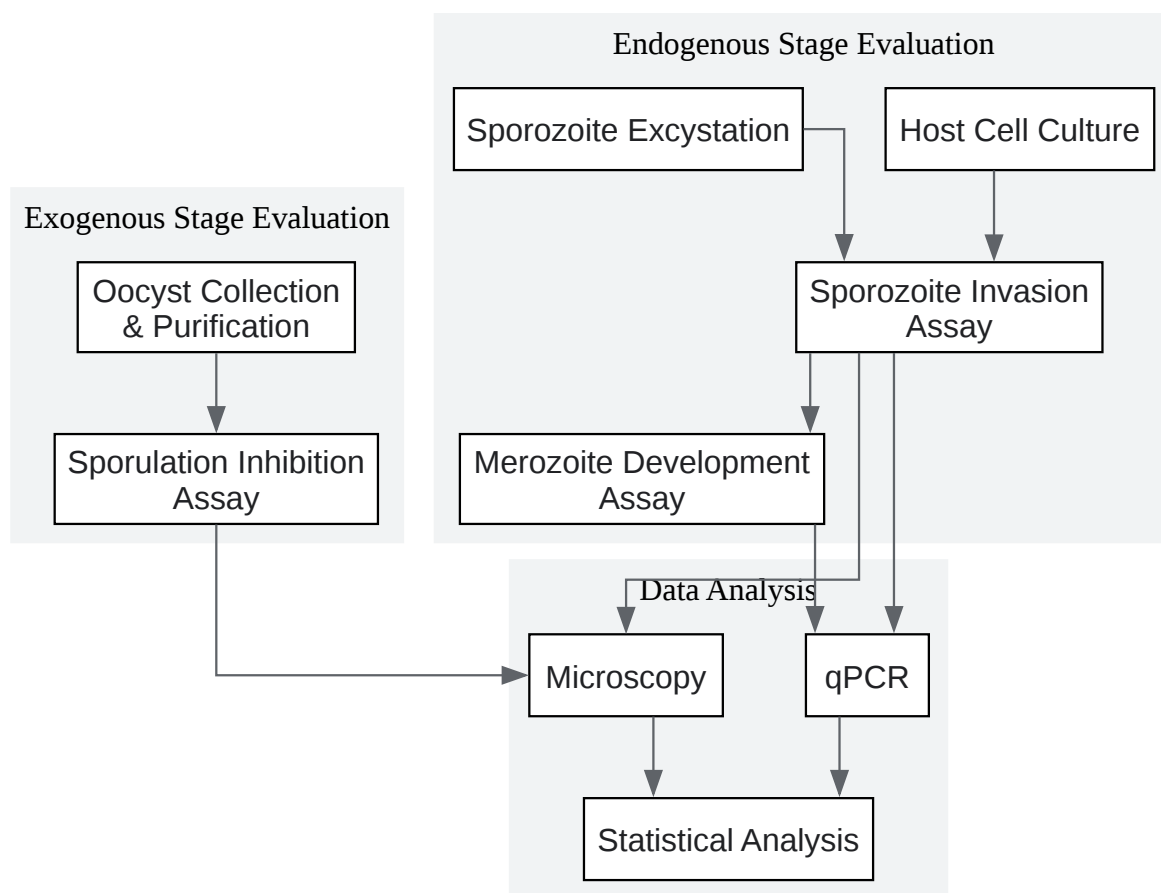 Endogenous Stage Evaluation
Sporozoite Excystation
Host Cell Culture
Exogenous Stage Evaluation
Oocyst Collection
& Purification
Sporozoite Invasion
Assay
Sporulation Inhibition
Assay
Merozoite Development
Assay
Data Analysis
Microscopy
qPCR
Statistical Analysis